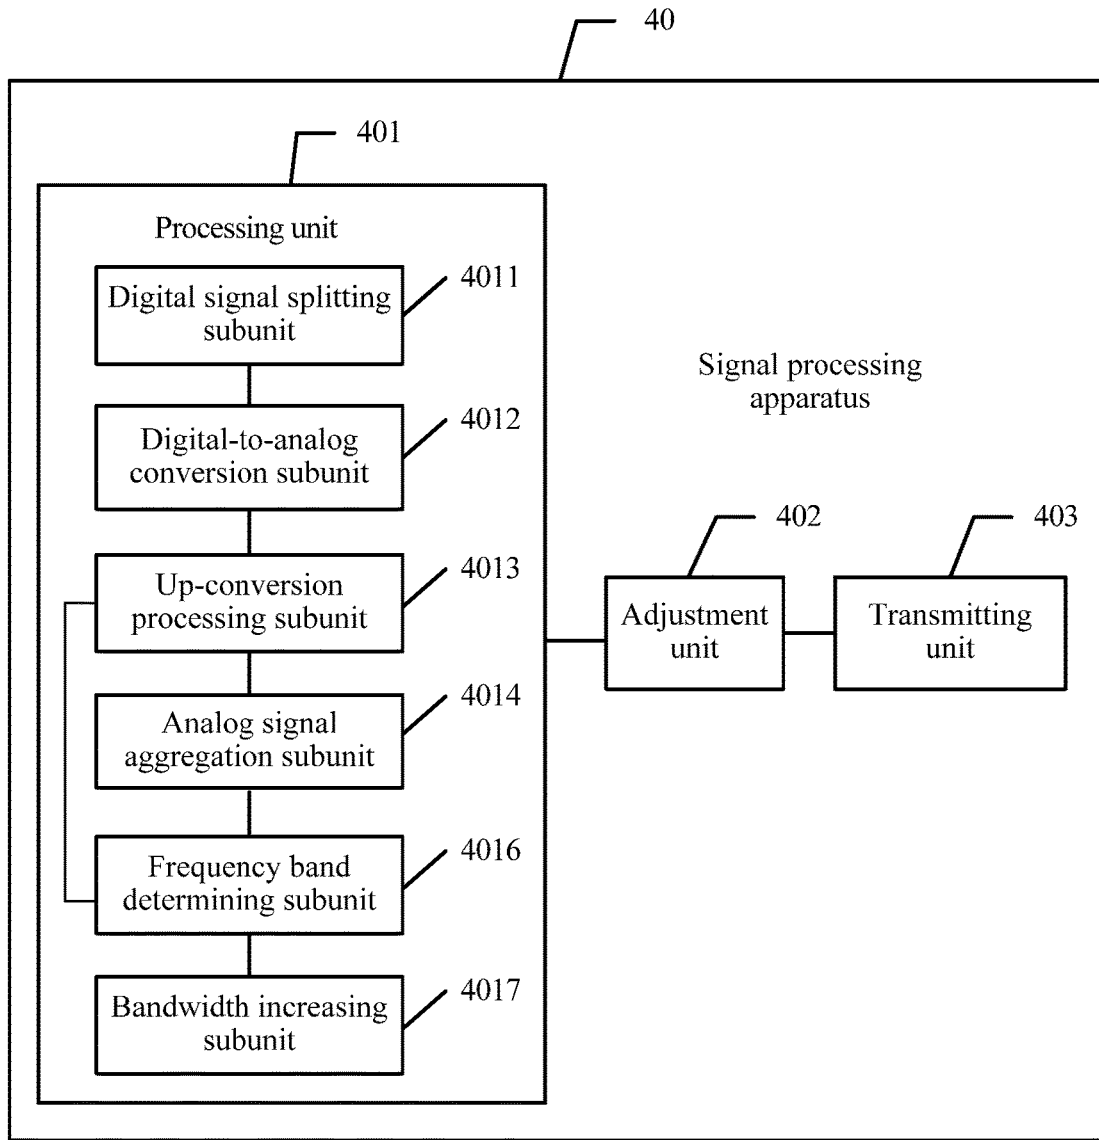 40
401
Processing unit
Digital signal splitting
subunit
4011
Digital-to-analog
conversion subunit
4012
Up-conversion
processing subunit
4013
Analog signal
aggregation subunit
4014
Frequency band
determining subunit
4016
Bandwidth increasing
subunit
4017
Signal processing
apparatus
402
Adjustment
unit
403
Transmitting
unit